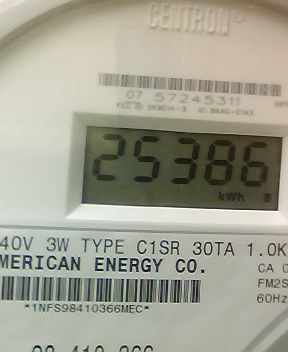 CENTRON®
07 57245311
25386
kWh
40V 3W TYPE C1SR 30TA 1.0K
MERICAN ENERGY CO.
CA 0
FM2S
60Hz
*1NFS98410366MEC*